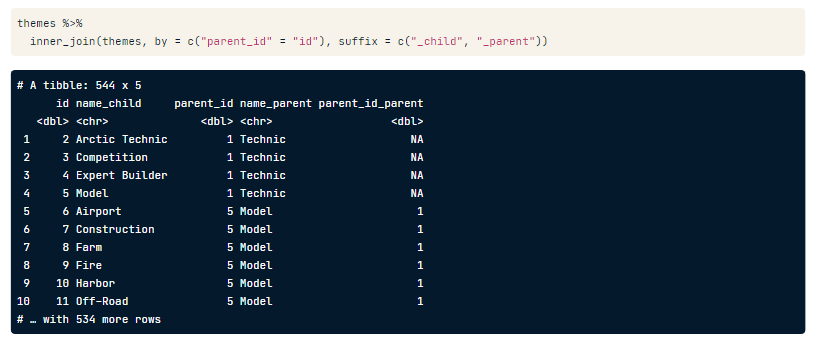 themes %>%
  inner_join(themes, by = c("parent_id" = "id"), suffix = c("_child", "_parent"))
# A tibble: 544 x 5
      id name_child     parent_id name_parent parent_id_parent
   <dbl> <chr>              <dbl> <chr>                  <dbl>
 1     2 Arctic Technic         1 Technic                   NA
 2     3 Competition            1 Technic                   NA
 3     4 Expert Builder         1 Technic                   NA
 4     5 Model                  1 Technic                   NA
 5     6 Airport                5 Model                      1
 6     7 Construction           5 Model                      1
 7     8 Farm                   5 Model                      1
 8     9 Fire                   5 Model                      1
 9    10 Harbor                 5 Model                      1
10    11 Off-Road               5 Model                      1
# … with 534 more rows